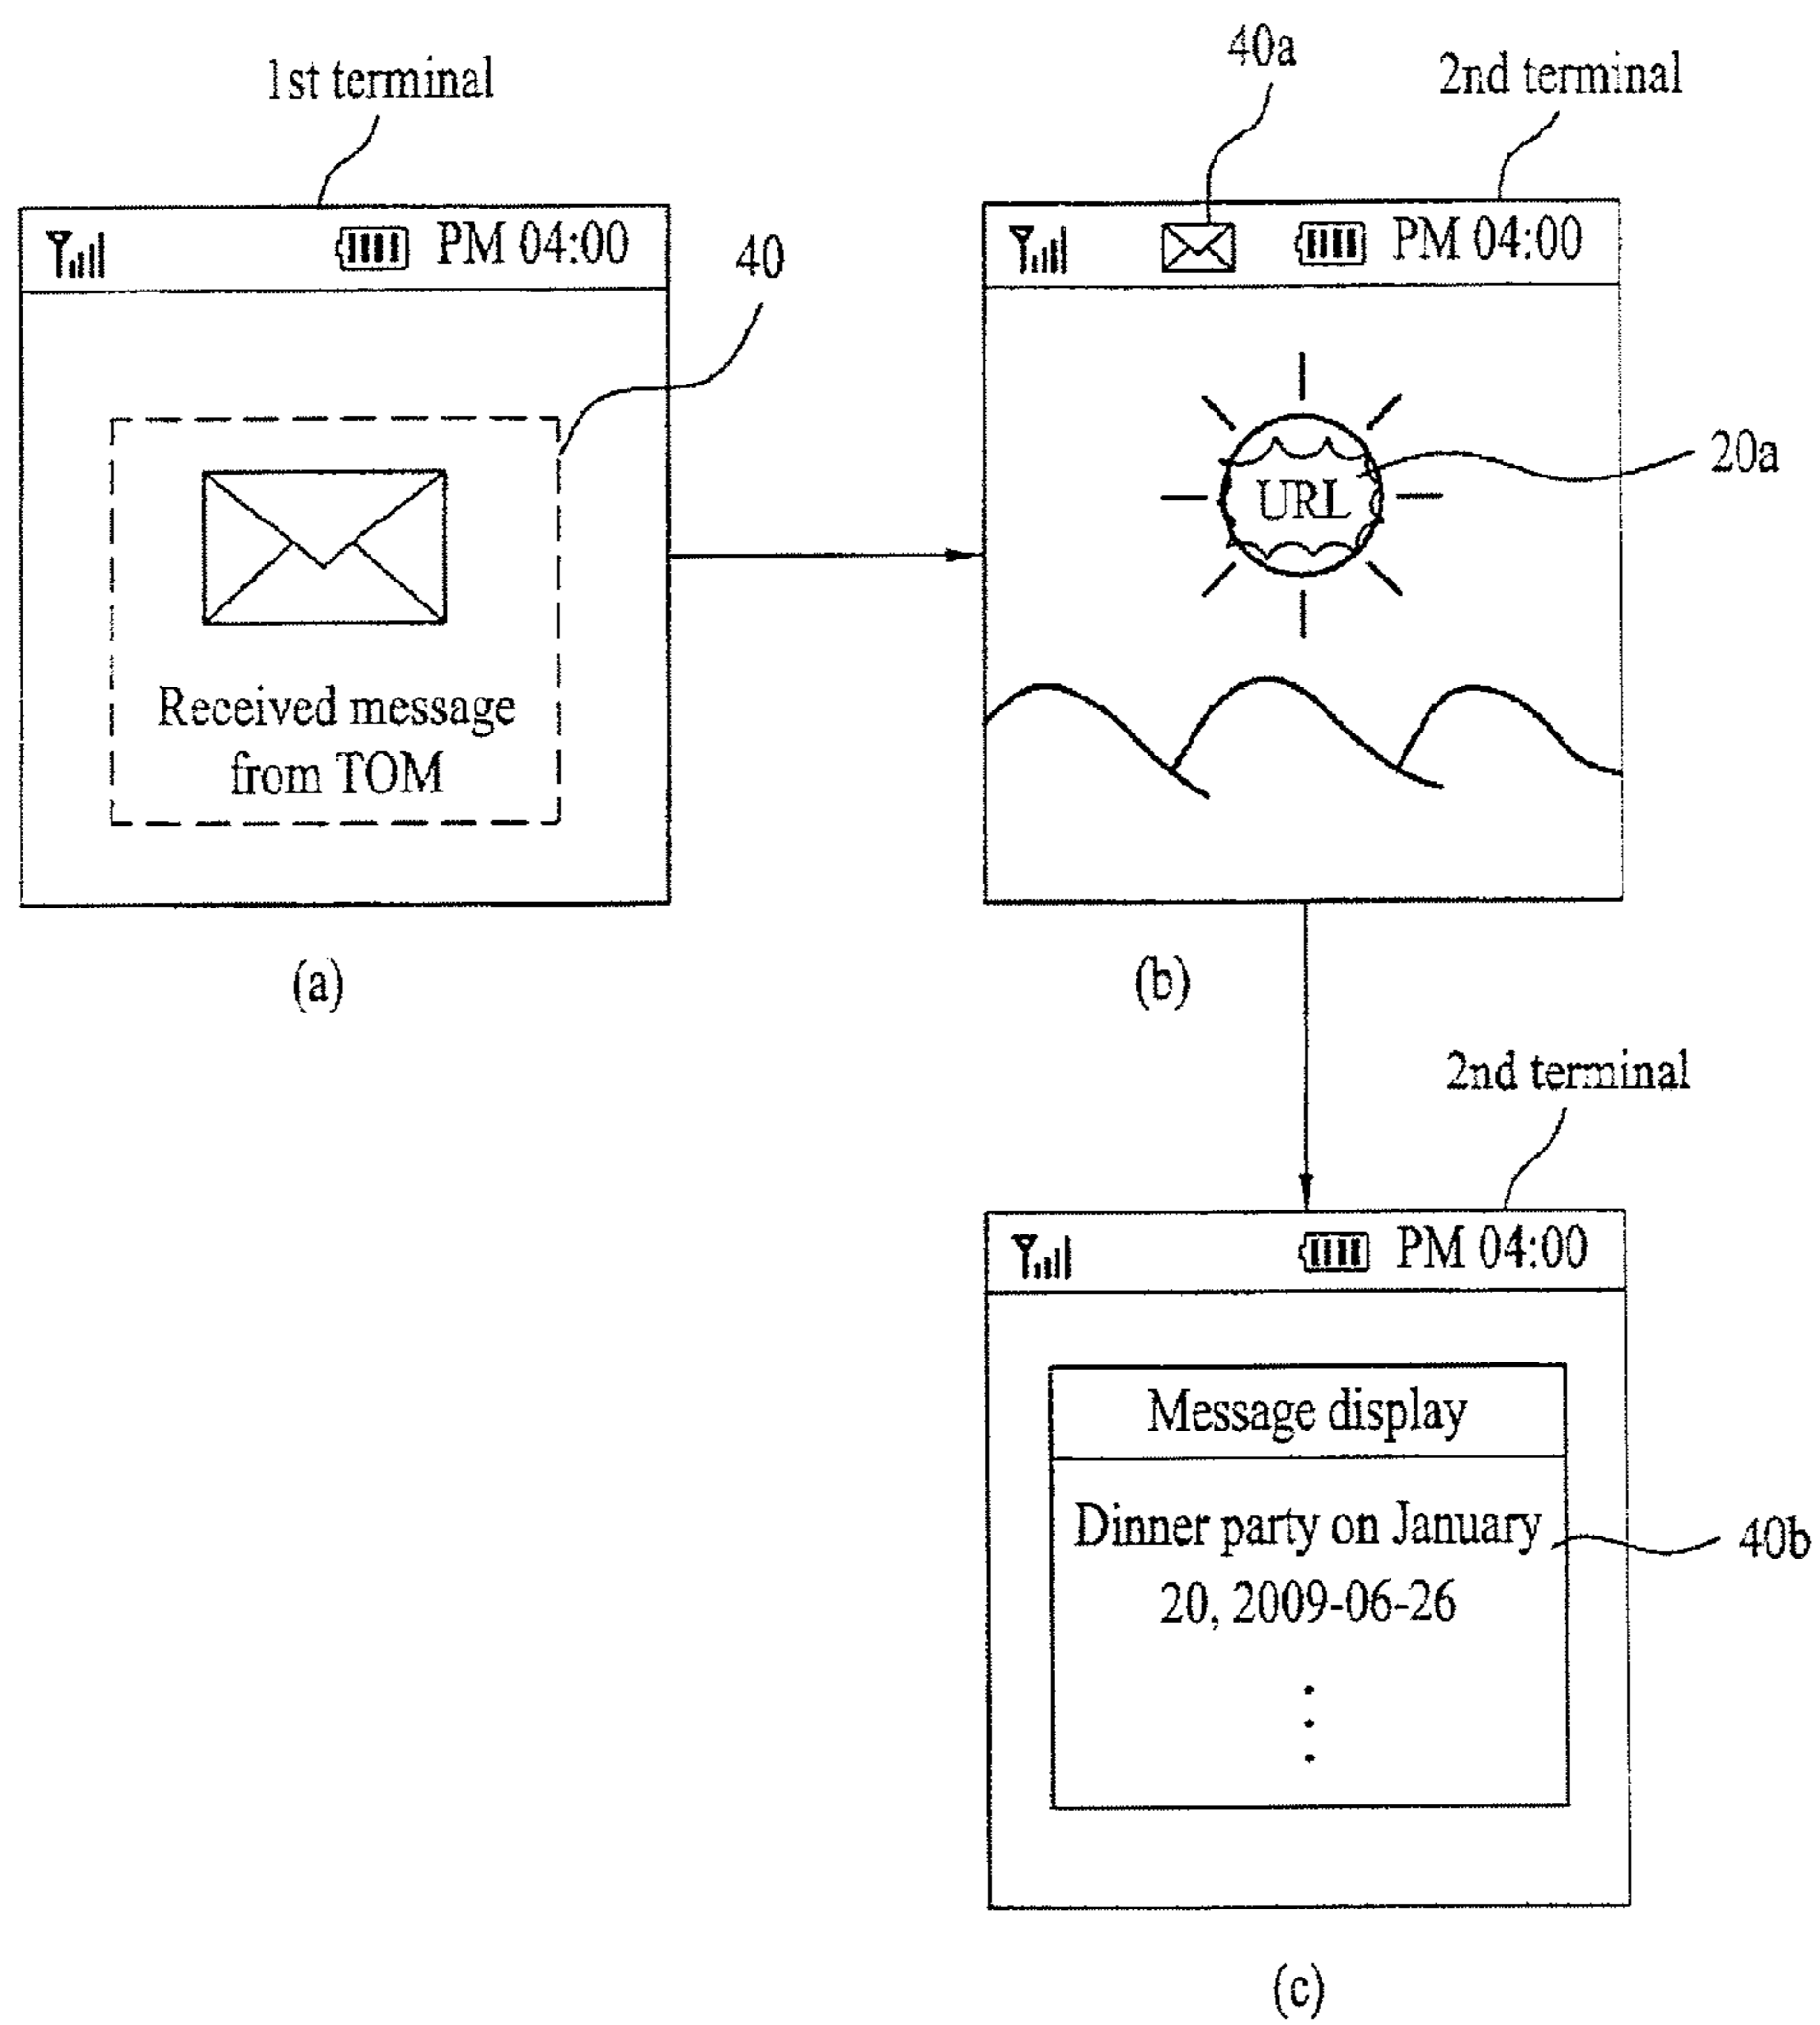 1st terminal
PM 04:00
40
Received message
from TOM
(a)
40a
2nd terminal
PM 04:00
URL
20a
(b)
2nd terminal
PM 04:00
Message display
Dinner party on January
20, 2009-06-26
40b
(c)